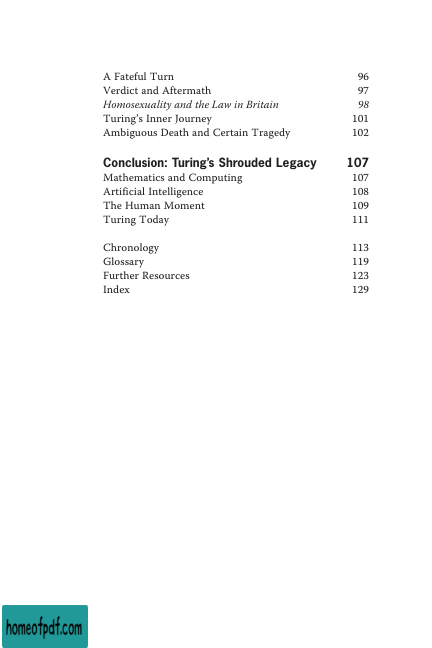 A Fateful Turn 96
Verdict and Aftermath 97
Homosexuality and the Law in Britain 98
Turing's Inner Journey 101
Ambiguous Death and Certain Tragedy 102
Conclusion: Turing's Shrouded Legacy 107
Mathematics and Computing 107
Artificial Intelligence 108
The Human Moment 109
Turing Today 111
Chronology 113
Glossary 119
Further Resources 123
Index 129
homeofpdf.com